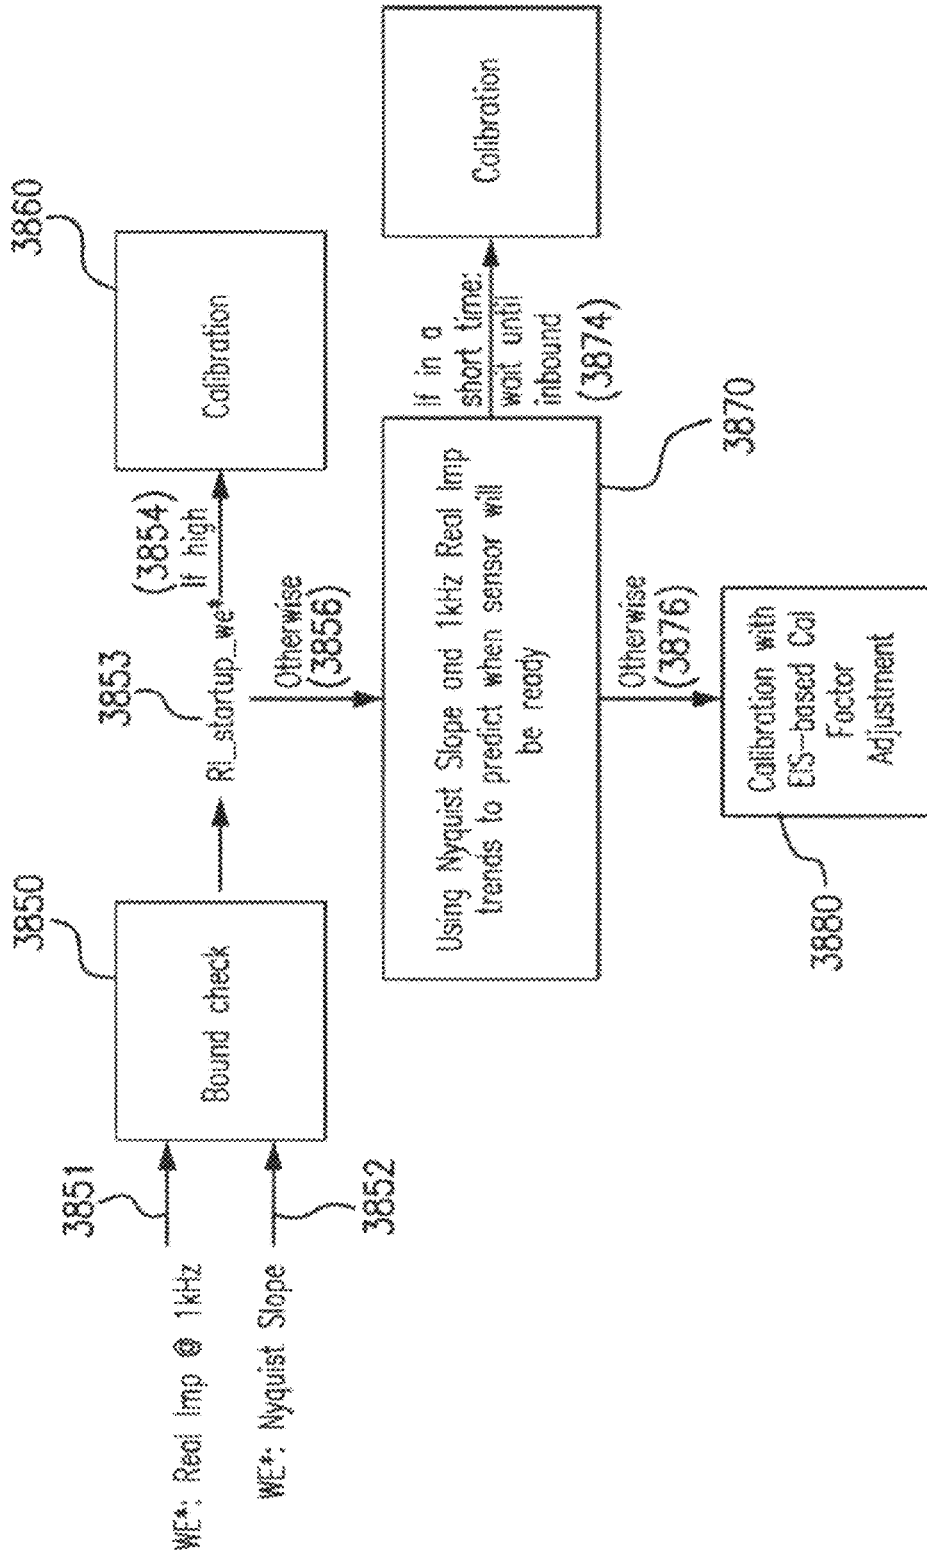 WE*: Real Imp @ 1kHz
3851
WE*: Nyquist Slope
3852
3850
Bound check
3853
RI_startup_we*
(3854)
If high
3860
Calibration
Otherwise
(3856)
Using Nyquist Slope and 1kHz Real Imp
trends to predict when sensor will
be ready
3870
If in a
short time:
wait until
inbound
(3874)
Calibration
Otherwise
(3876)
Calibration with
EIS-based Cal
Factor
Adjustment
3880